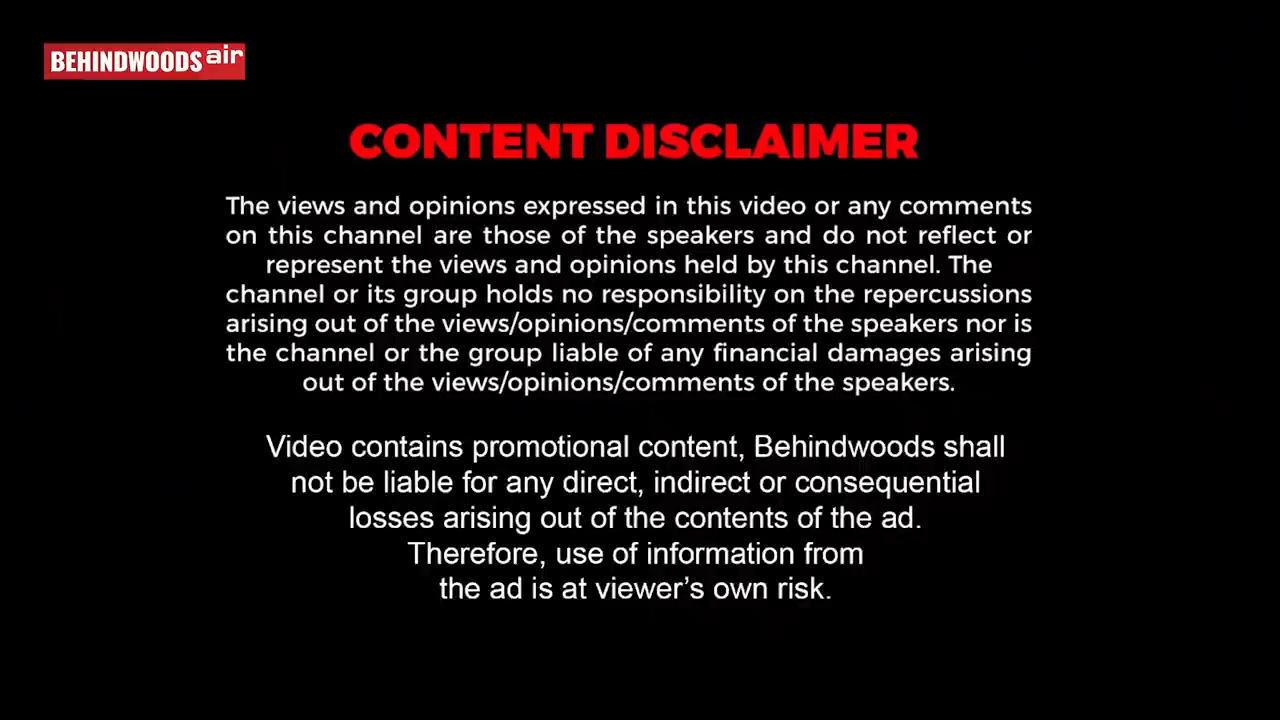 BEHINDWOODS air
CONTENT DISCLAIMER
The views and opinions expressed in this video or any comments
on this channel are those of the speakers and do not reflect or
represent the views and opinions held by this channel. The
channel or its group holds no responsibility on the repercussions
arising out of the views/opinions/comments of the speakers nor is
the channel or the group liable of any financial damages arising
out of the views/opinions/comments of the speakers.
Video contains promotional content, Behindwoods shall
not be liable for any direct, indirect or consequential
losses arising out of the contents of the ad.
Therefore, use of information from
the ad is at viewer’s own risk.